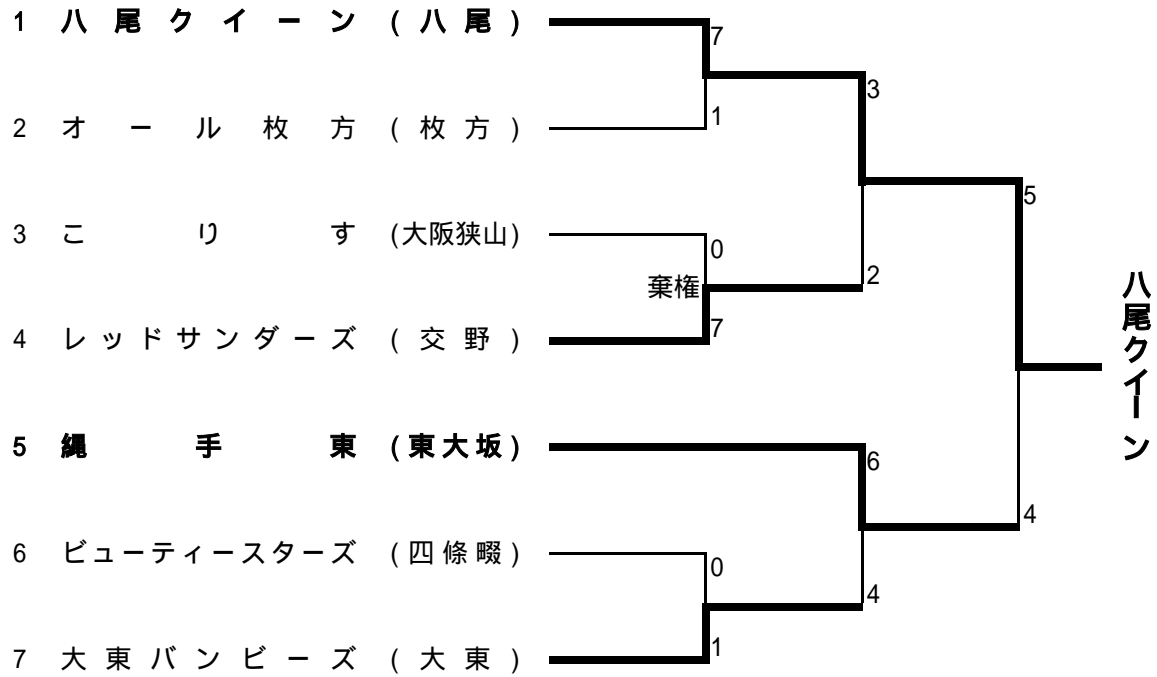 1 八尾クイーン (八尾)
7
3
1
2 オール枚方 (枚方)
5
3 こりす (大阪狭山)
0
棄権
2
7
4 レッドサンダーズ (交野)
八尾クイーン
5 縄手東 (東大坂)
6
4
6 ビューティースターズ (四條畷)
0
4
1
7 大東バンビーズ (大東)